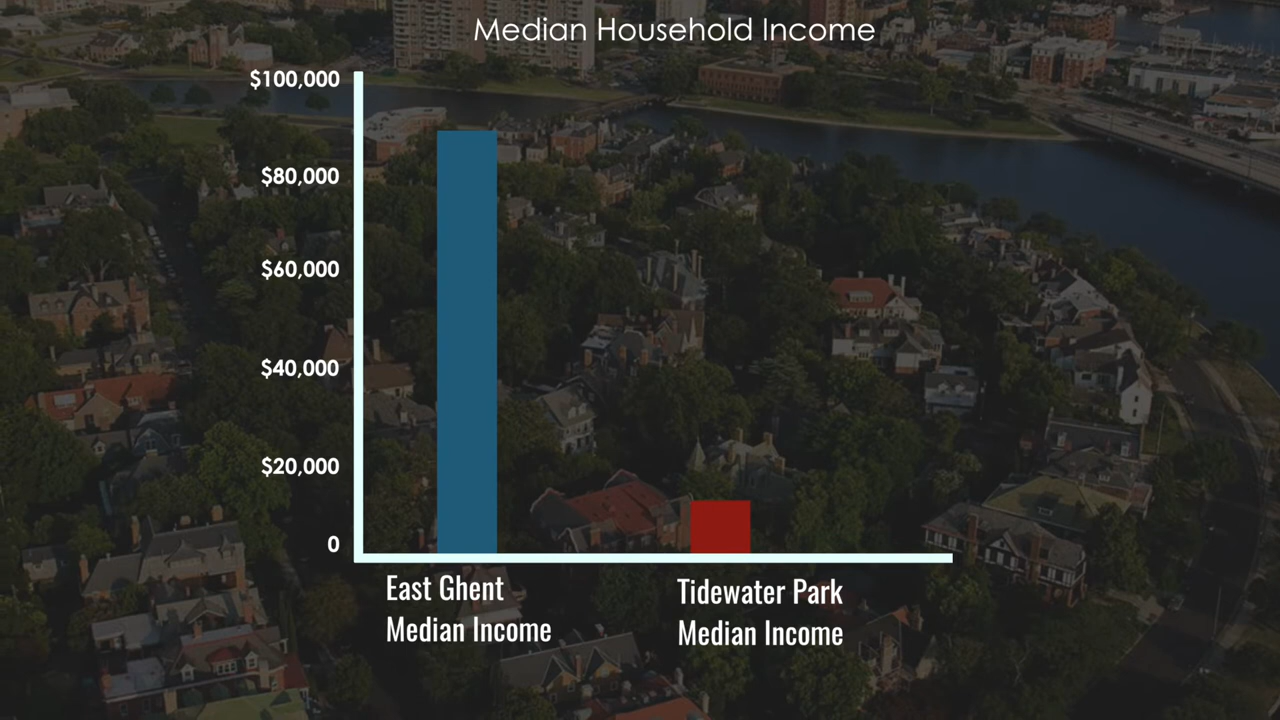 Median Household Income
$100,000
$80,000
$60,000
$40,000
$20,000
0
East Ghent
Median Income
Tidewater Park
Median Income